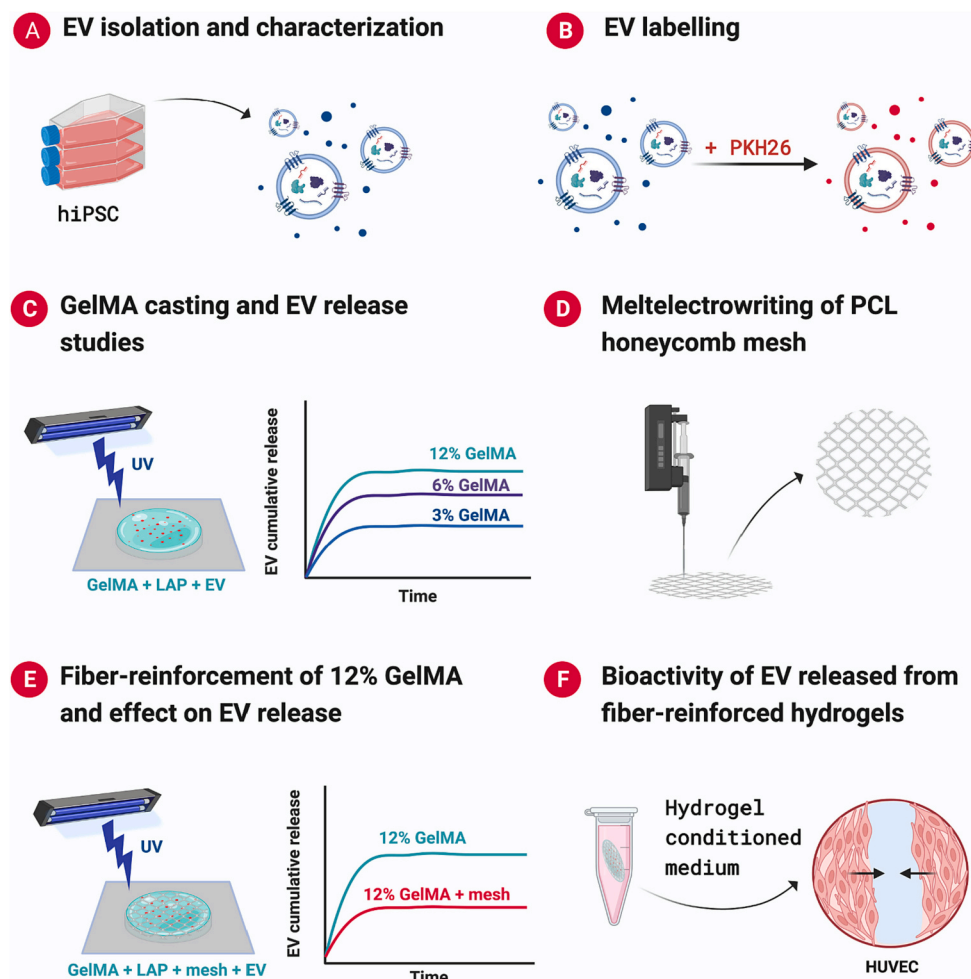 A EV isolation and characterization
hiPSC
B EV labelling
+ PKH26
C GelMA casting and EV release
studies
UV
GelMA + LAP + EV
EV cumulative release
12% GelMA
6% GelMA
3% GelMA
Time
D Meltelectrowriting of PCL
honeycomb mesh
E Fiber-reinforcement of 12% GelMA
and effect on EV release
UV
GelMA + LAP + mesh + EV
EV cumulative release
12% GelMA
12% GelMA + mesh
Time
F Bioactivity of EV released from
fiber-reinforced hydrogels
Hydrogel
conditioned
medium
HUVEC